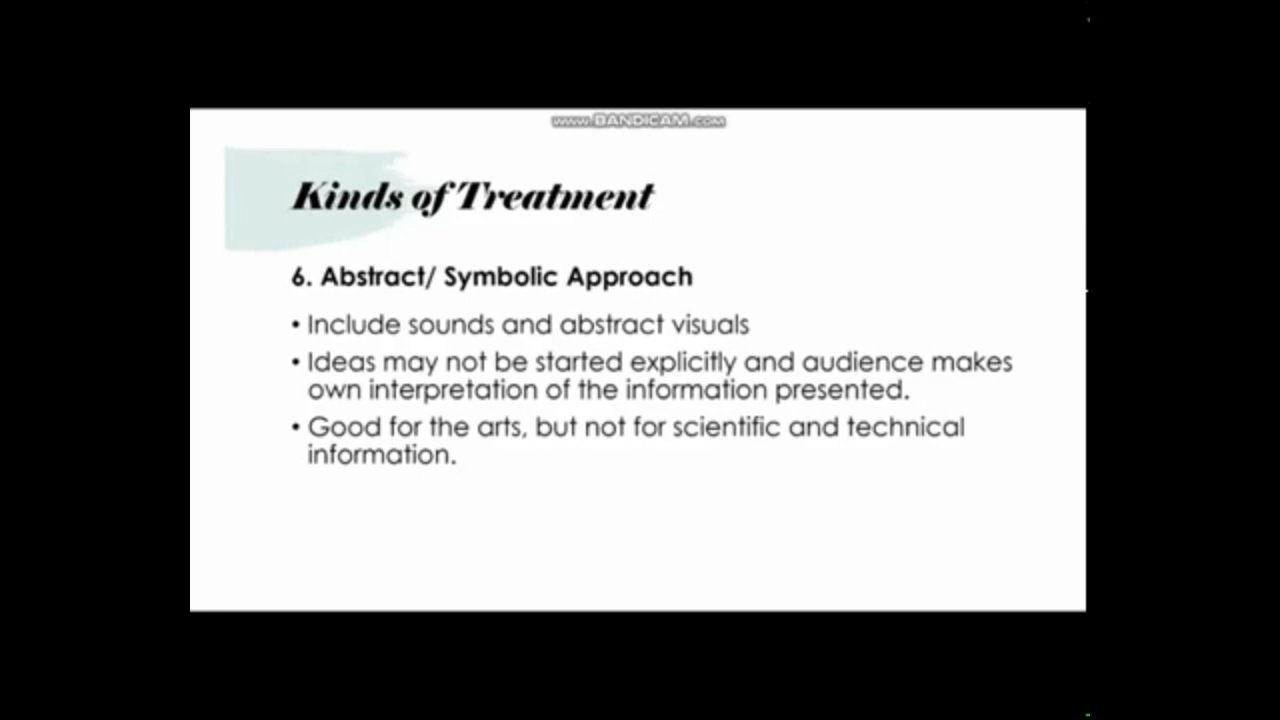 www.BANDICAM.com
Kinds of Treatment
6. Abstract/ Symbolic Approach
• Include sounds and abstract visuals
• Ideas may not be started explicitly and audience makes
own interpretation of the information presented.
• Good for the arts, but not for scientific and technical
information.